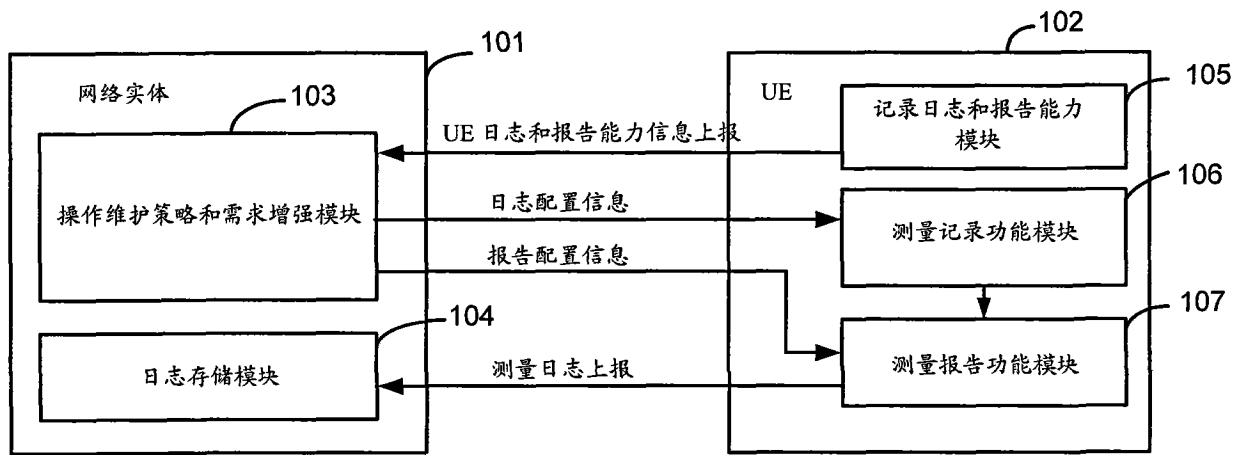 101
102
网络实体
103
UE
105
记录日志和报告能力
模块
UE 日志和报告能力信息上报
106
操作维护策略和需求增强模块
日志配置信息
测量记录功能模块
报告配置信息
104
107
日志存储模块
测量日志上报
测量报告功能模块